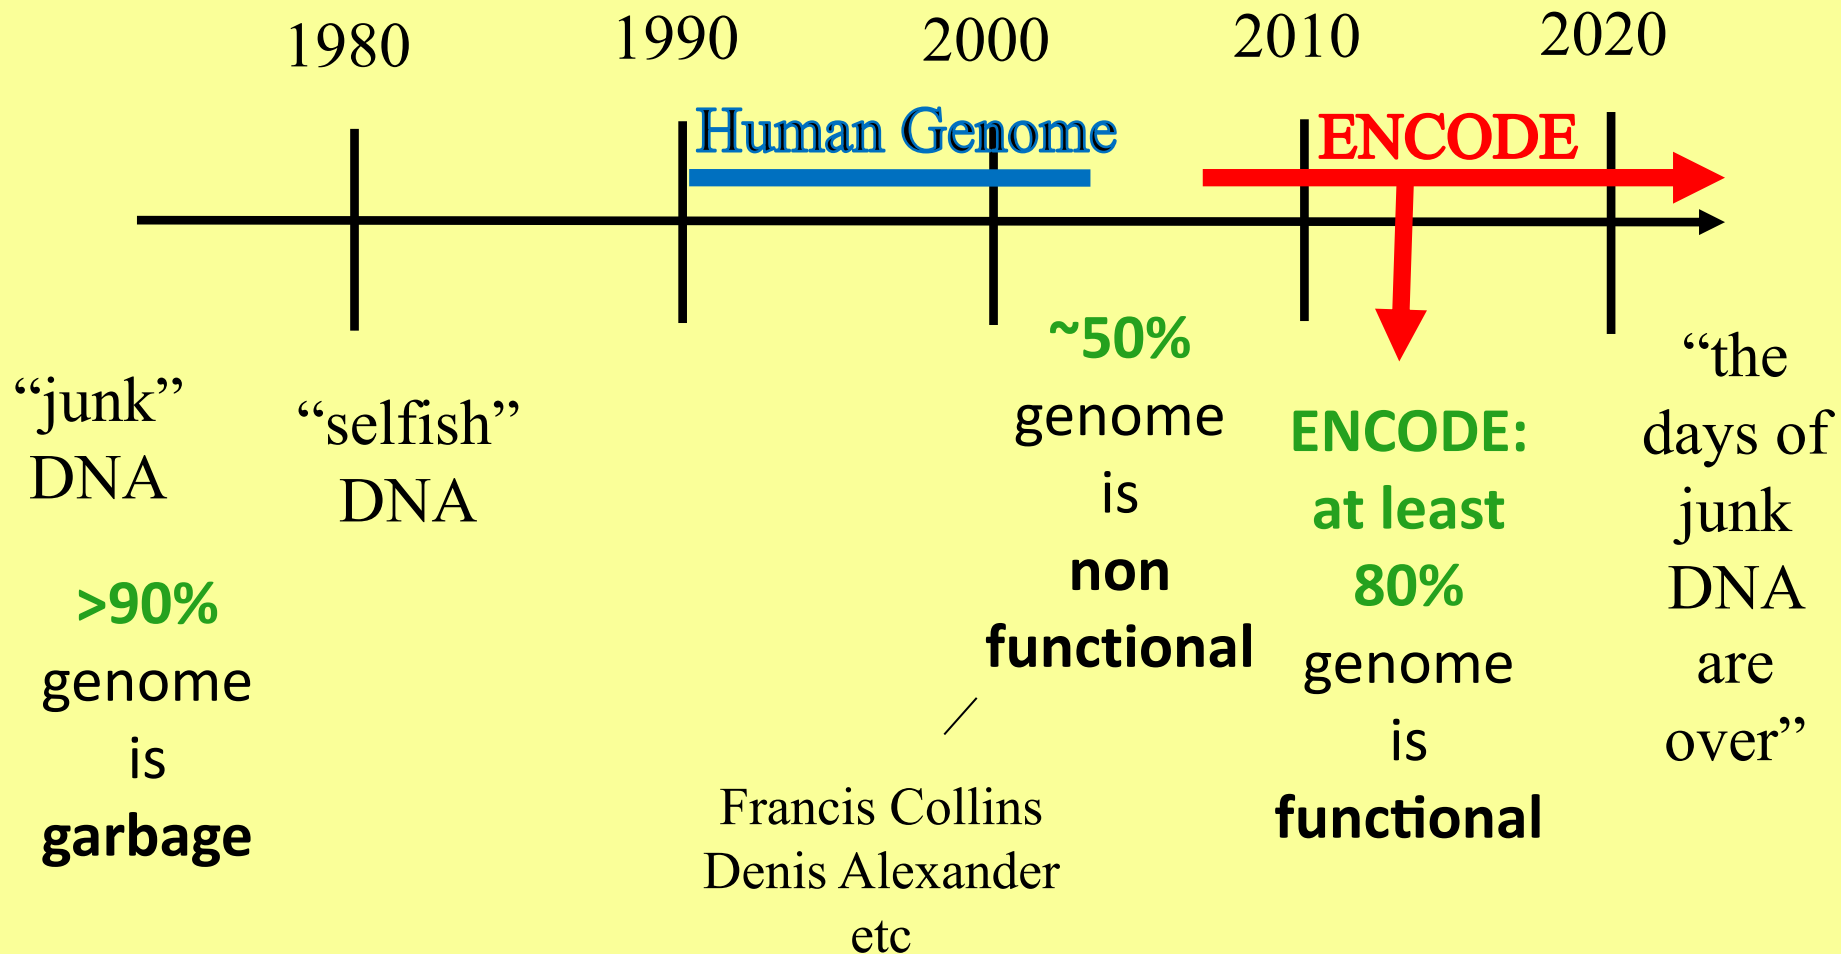 1980
1990
2000
2010
2020
Human Genome
ENCODE
“junk”
DNA
>90%
genome
is
garbage
“selfish”
DNA
~50%
genome
is
non
functional
Francis Collins
Denis Alexander
etc
ENCODE:
at least
80%
genome
is
functional
“the
days of
junk
DNA
are
over”